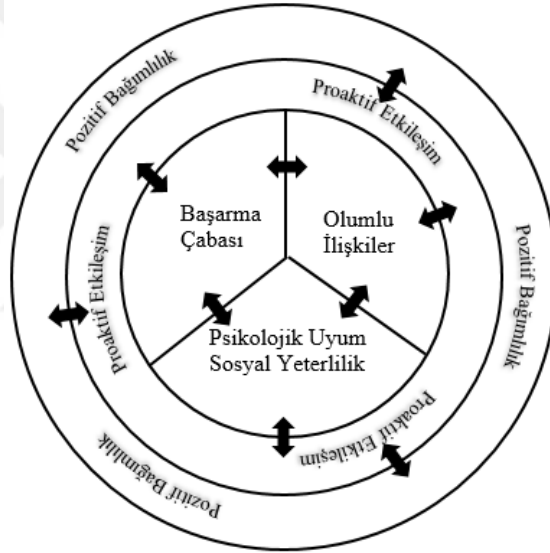 Pozitif Bağımlılık
Proaktif Etkileşim
Başarma
Çabası
Olumlu
İlişkiler
Pozitif Bağımlılık
Proaktif Etkileşim
Psikolojik Uyum
Sosyal Yeterlilik
Proaktif Etkileşim
Pozitif Bağımlılık